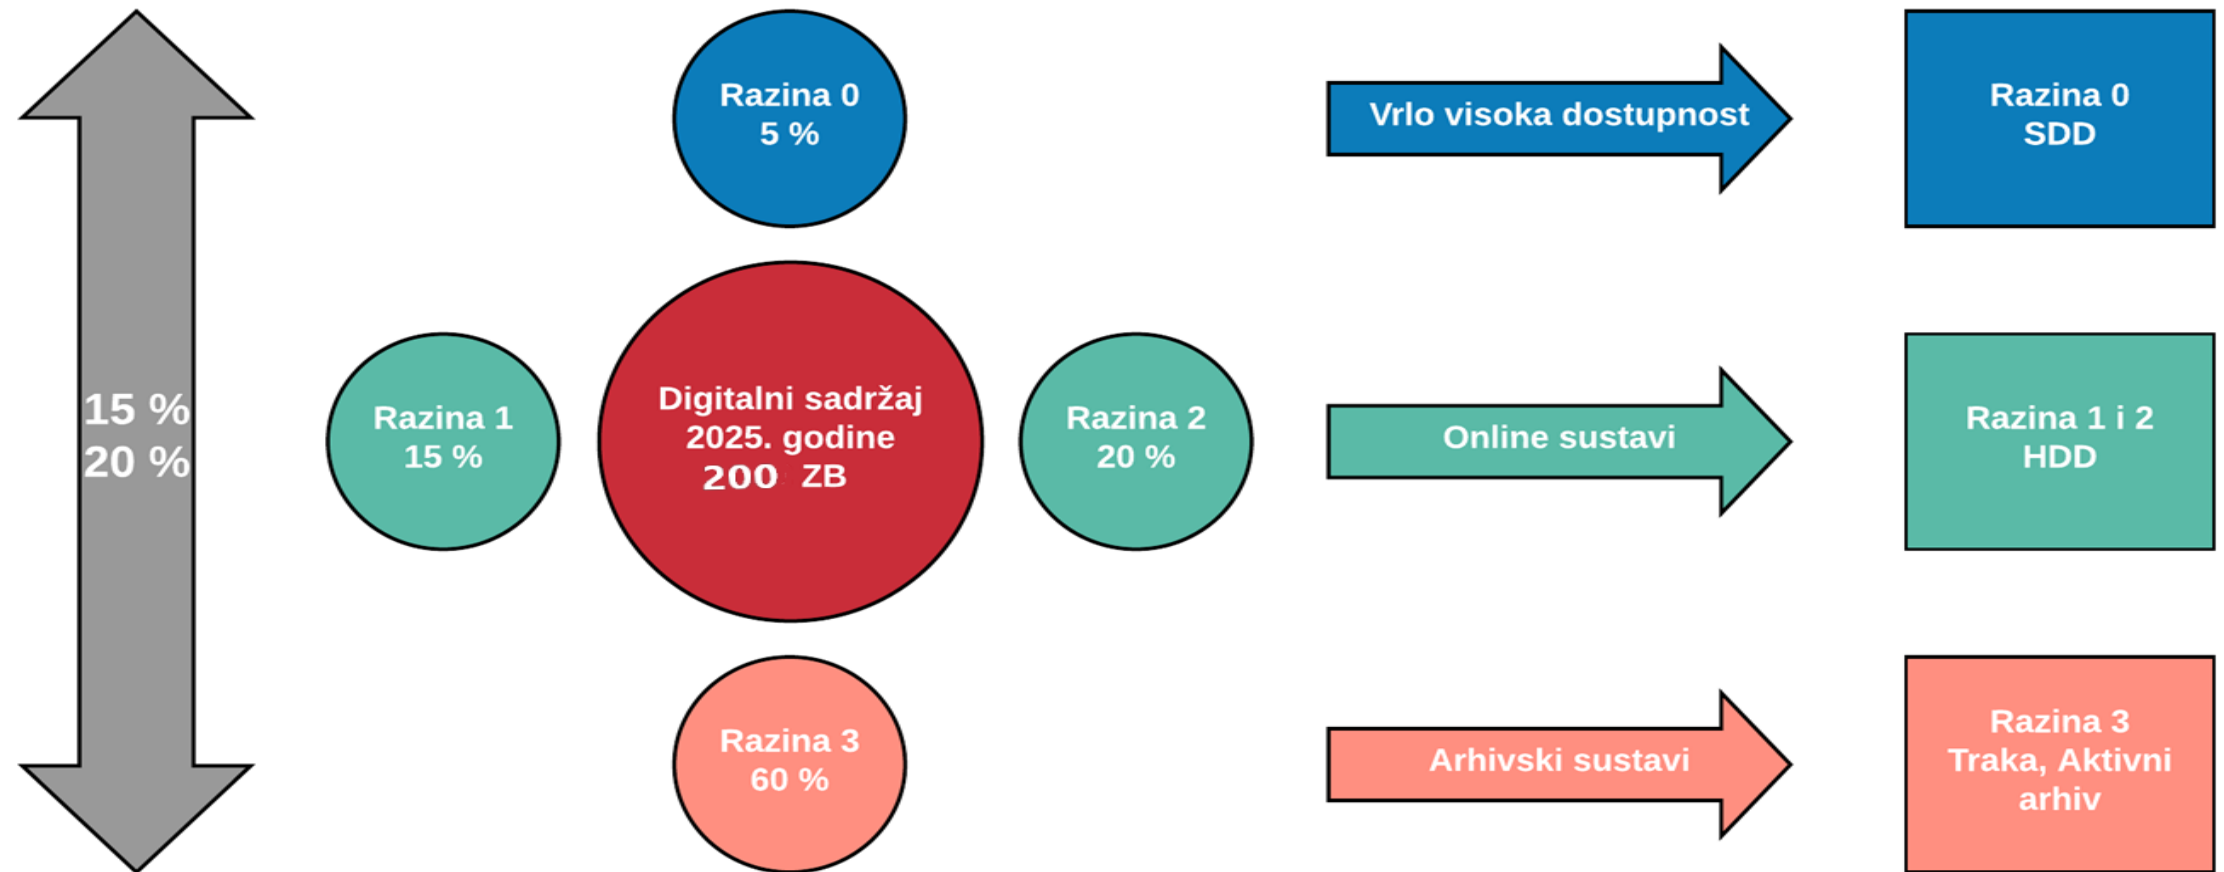 15 %
20 %
Razina 0
5 %
Razina 1
15 %
Digitalni sadržaj
2025. godine
200 ZB
Razina 2
20 %
Razina 3
60 %
Vrlo visoka dostupnost
Online sustavi
Arhivski sustavi
Razina 0
SDD
Razina 1 i 2
HDD
Razina 3
Traka, Aktivni
arhiv